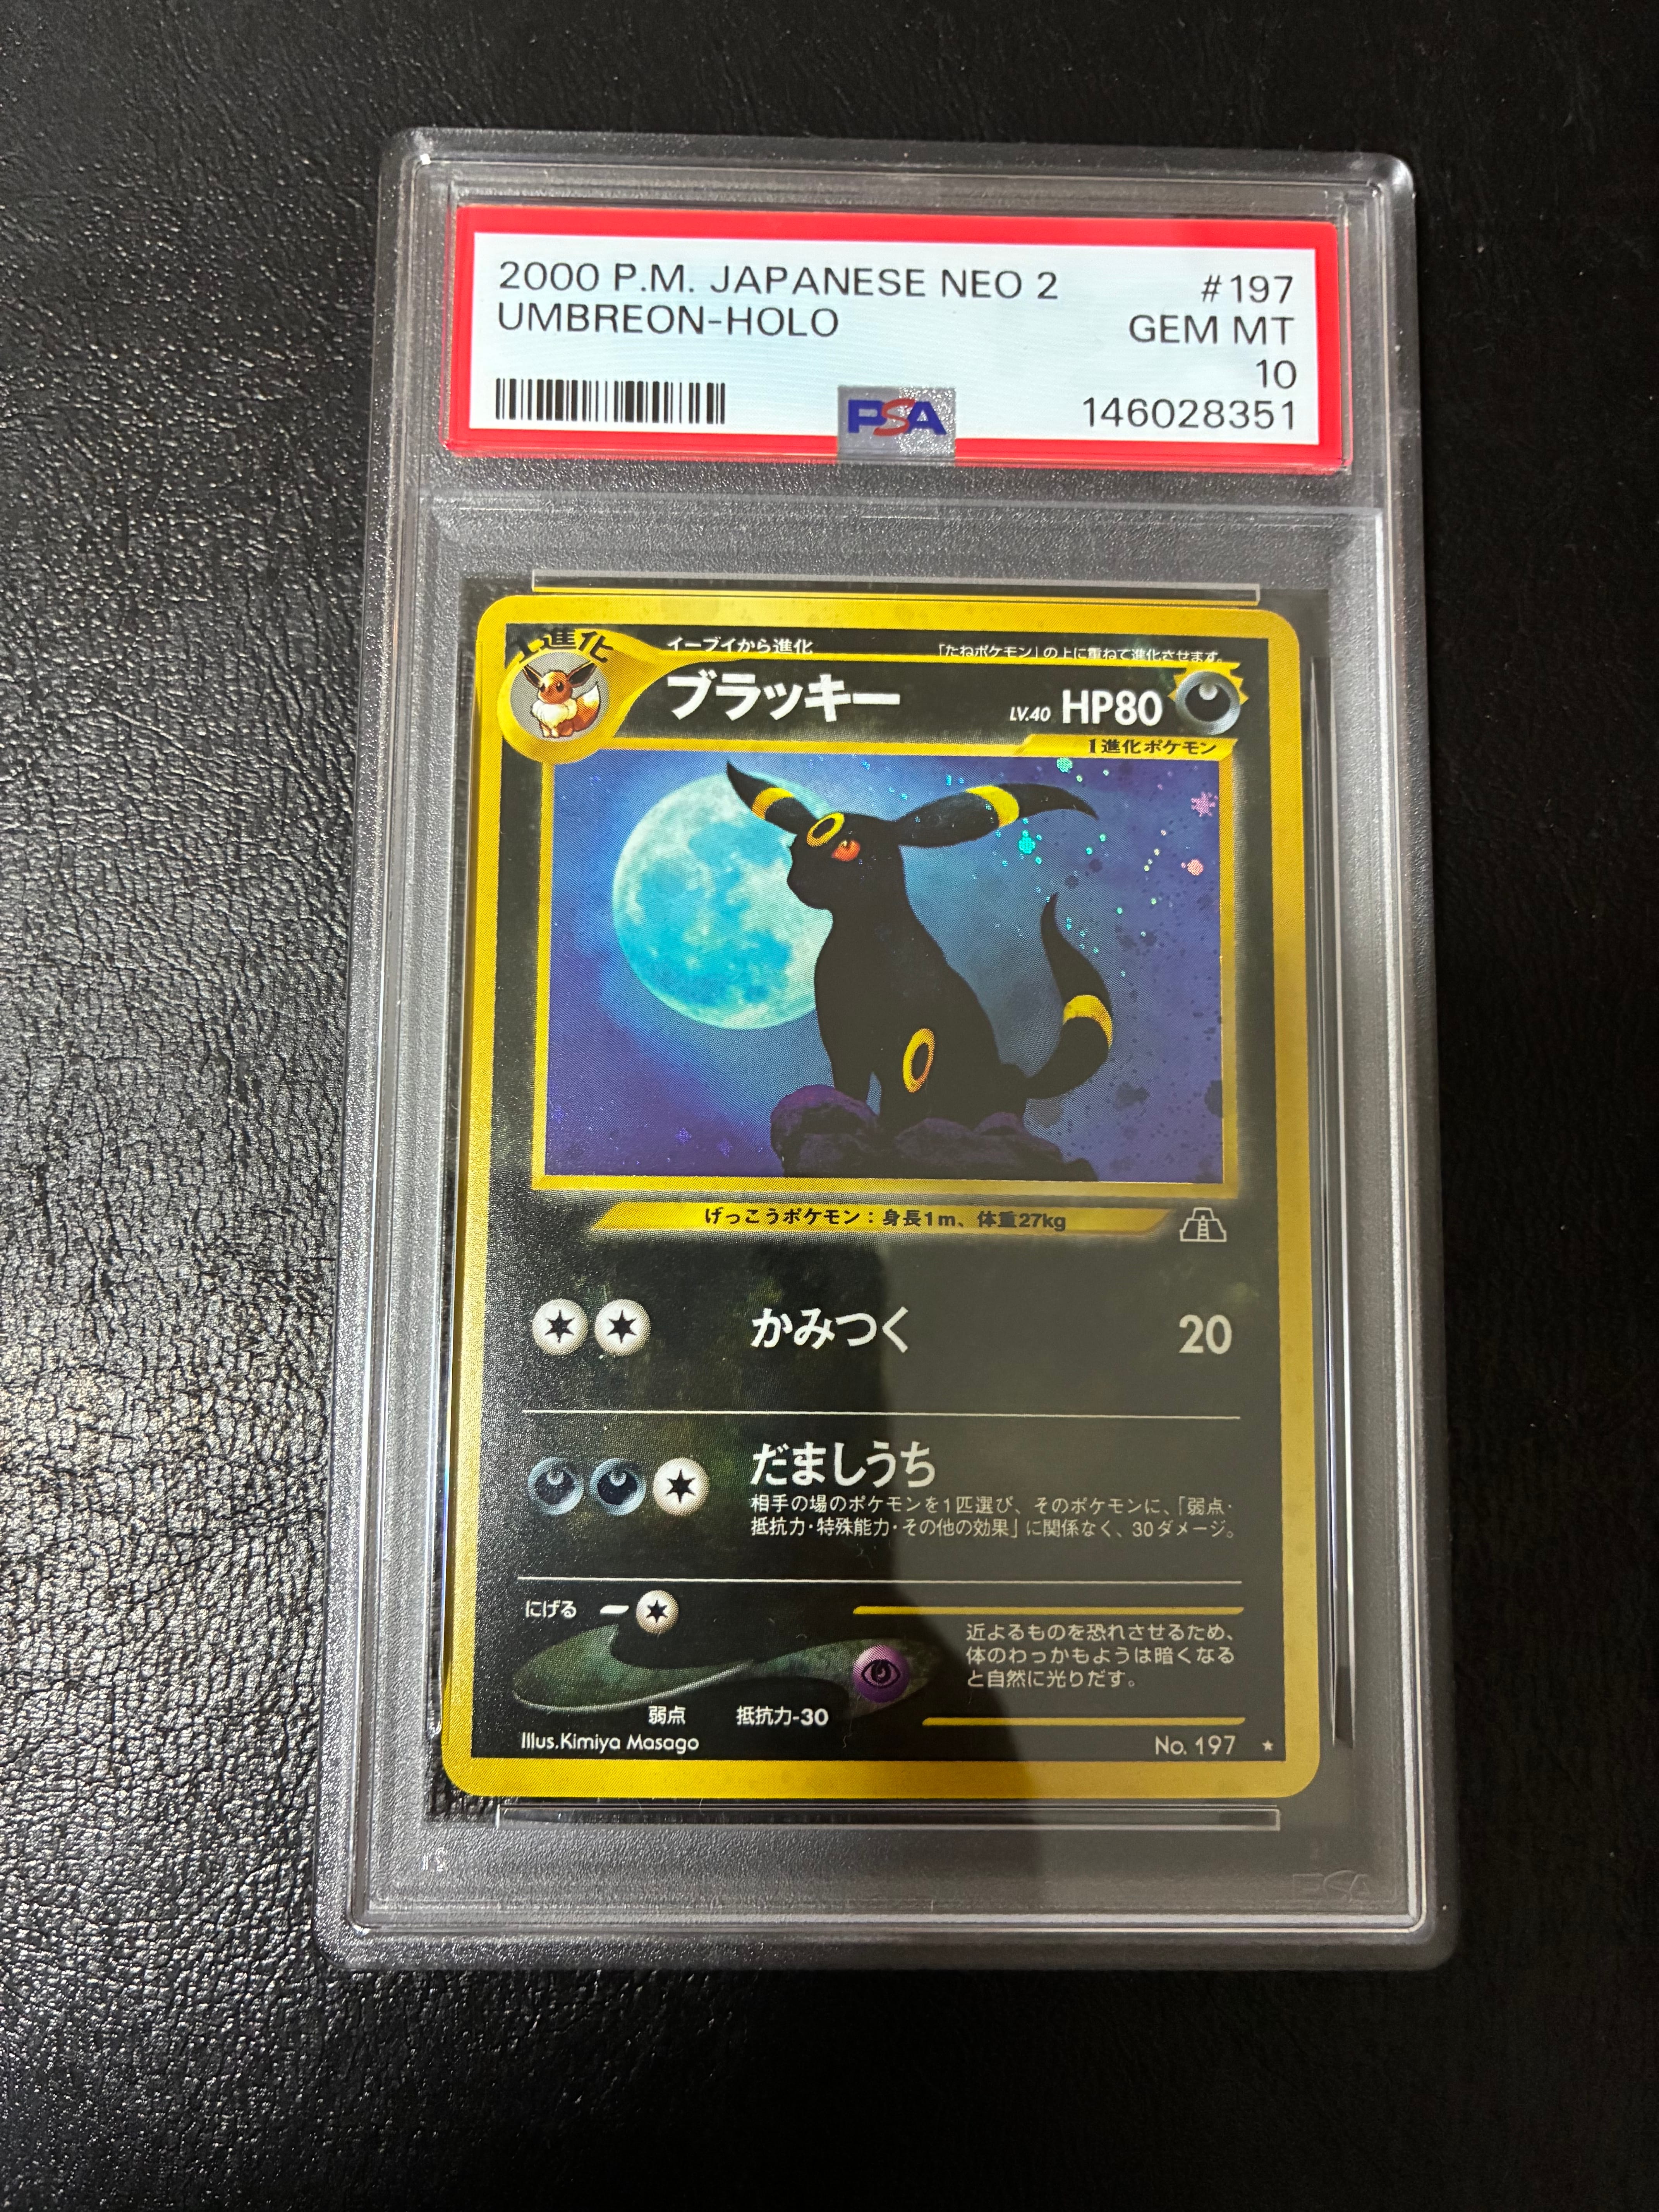 2000 P.M. JAPANESE NEO 2 #197
UMBREON-HOLO GEM MT
10
PSA 146028351
1進化 イーブイから進化 「たねポケモン」の上に重ねて進化させます。
ブラッキー LV.40 HP80
1進化ポケモン
げっこうポケモン：身長1m、体重27kg
かみつく 20
だましうち
相手の場のポケモンを1匹選び、そのポケモンに、「弱点・
抵抗力・特殊能力・その他の効果」に関係なく、30ダメージ。
にげる
近よるものを恐れさせるため、
体のわっかもようは暗くなる
と自然に光りだす。
弱点 抵抗力-30
Illus.Kimiya Masago No. 197 ★
PSA